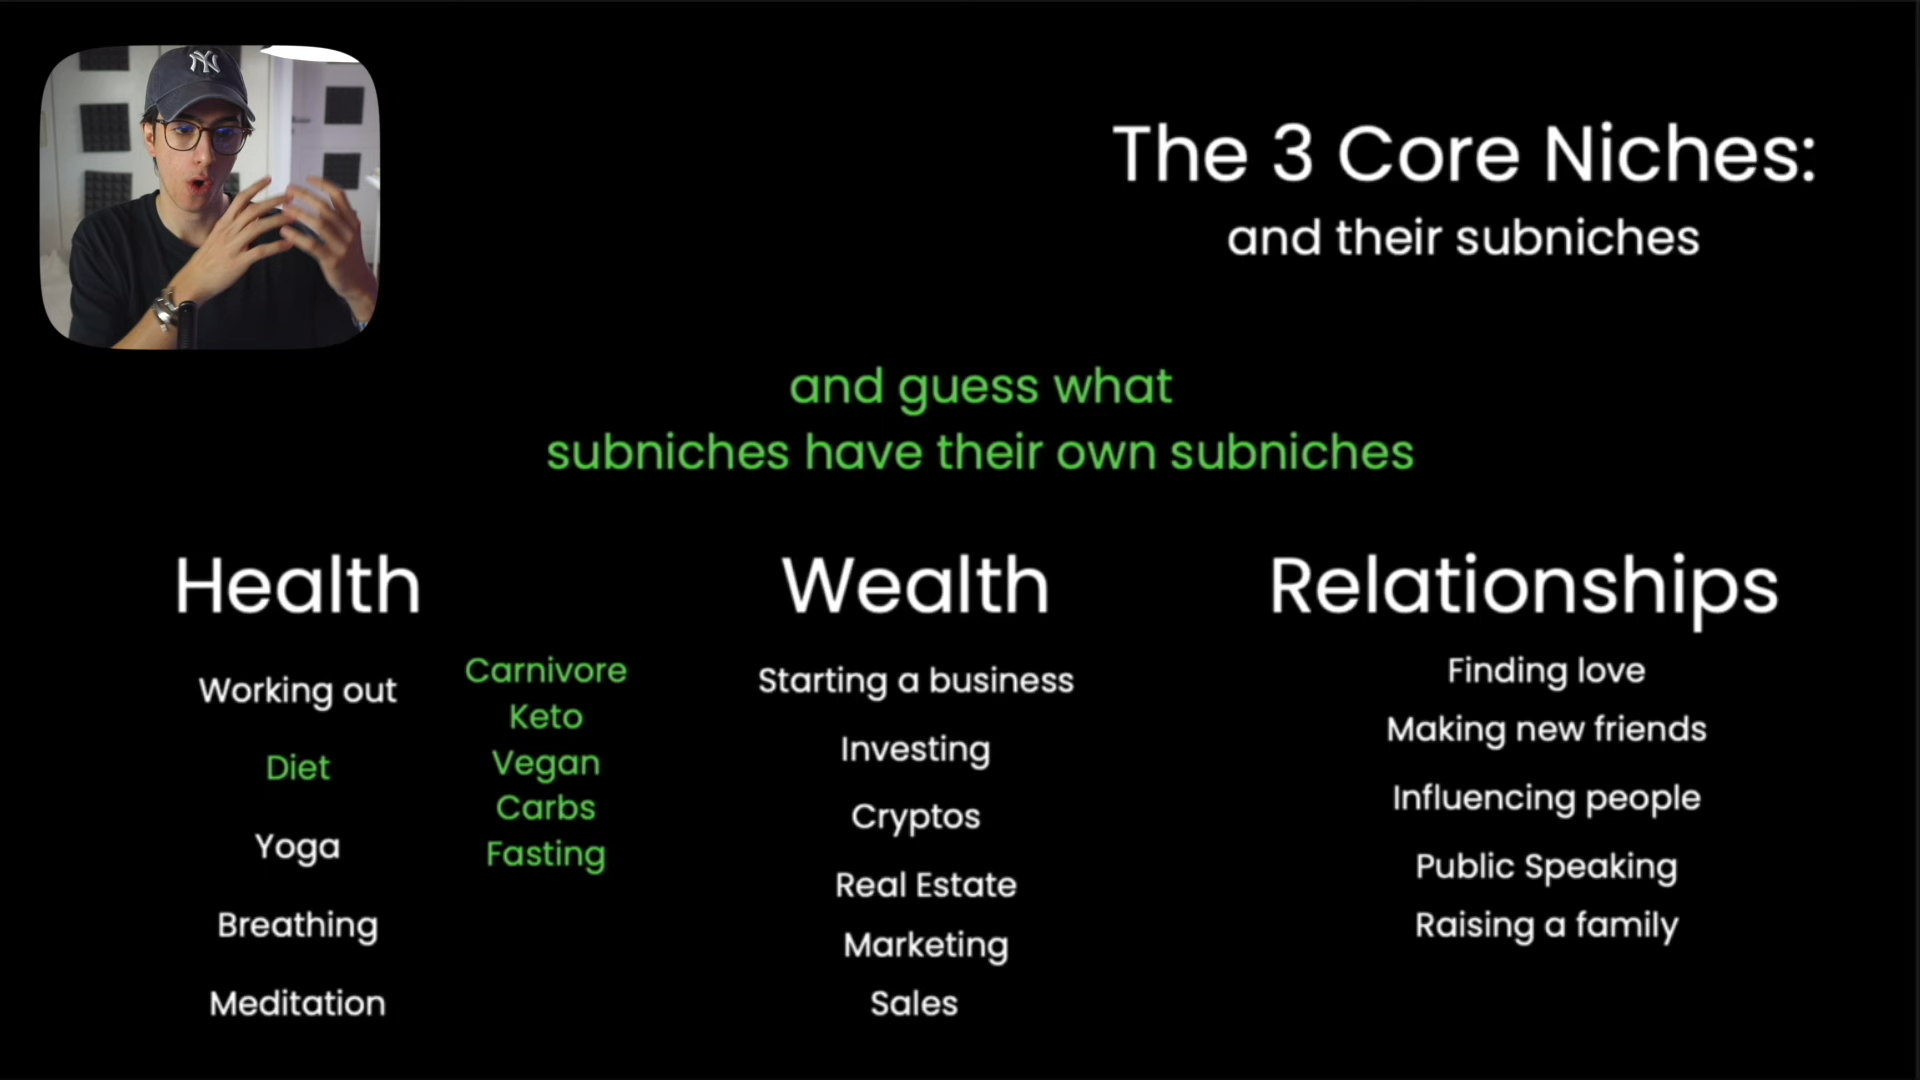 NY
The 3 Core Niches:
and their subniches
and guess what
subniches have their own subniches
Health
Working out
Diet
Yoga
Breathing
Meditation
Carnivore
Keto
Vegan
Carbs
Fasting
Wealth
Starting a business
Investing
Cryptos
Real Estate
Marketing
Sales
Relationships
Finding love
Making new friends
Influencing people
Public Speaking
Raising a family